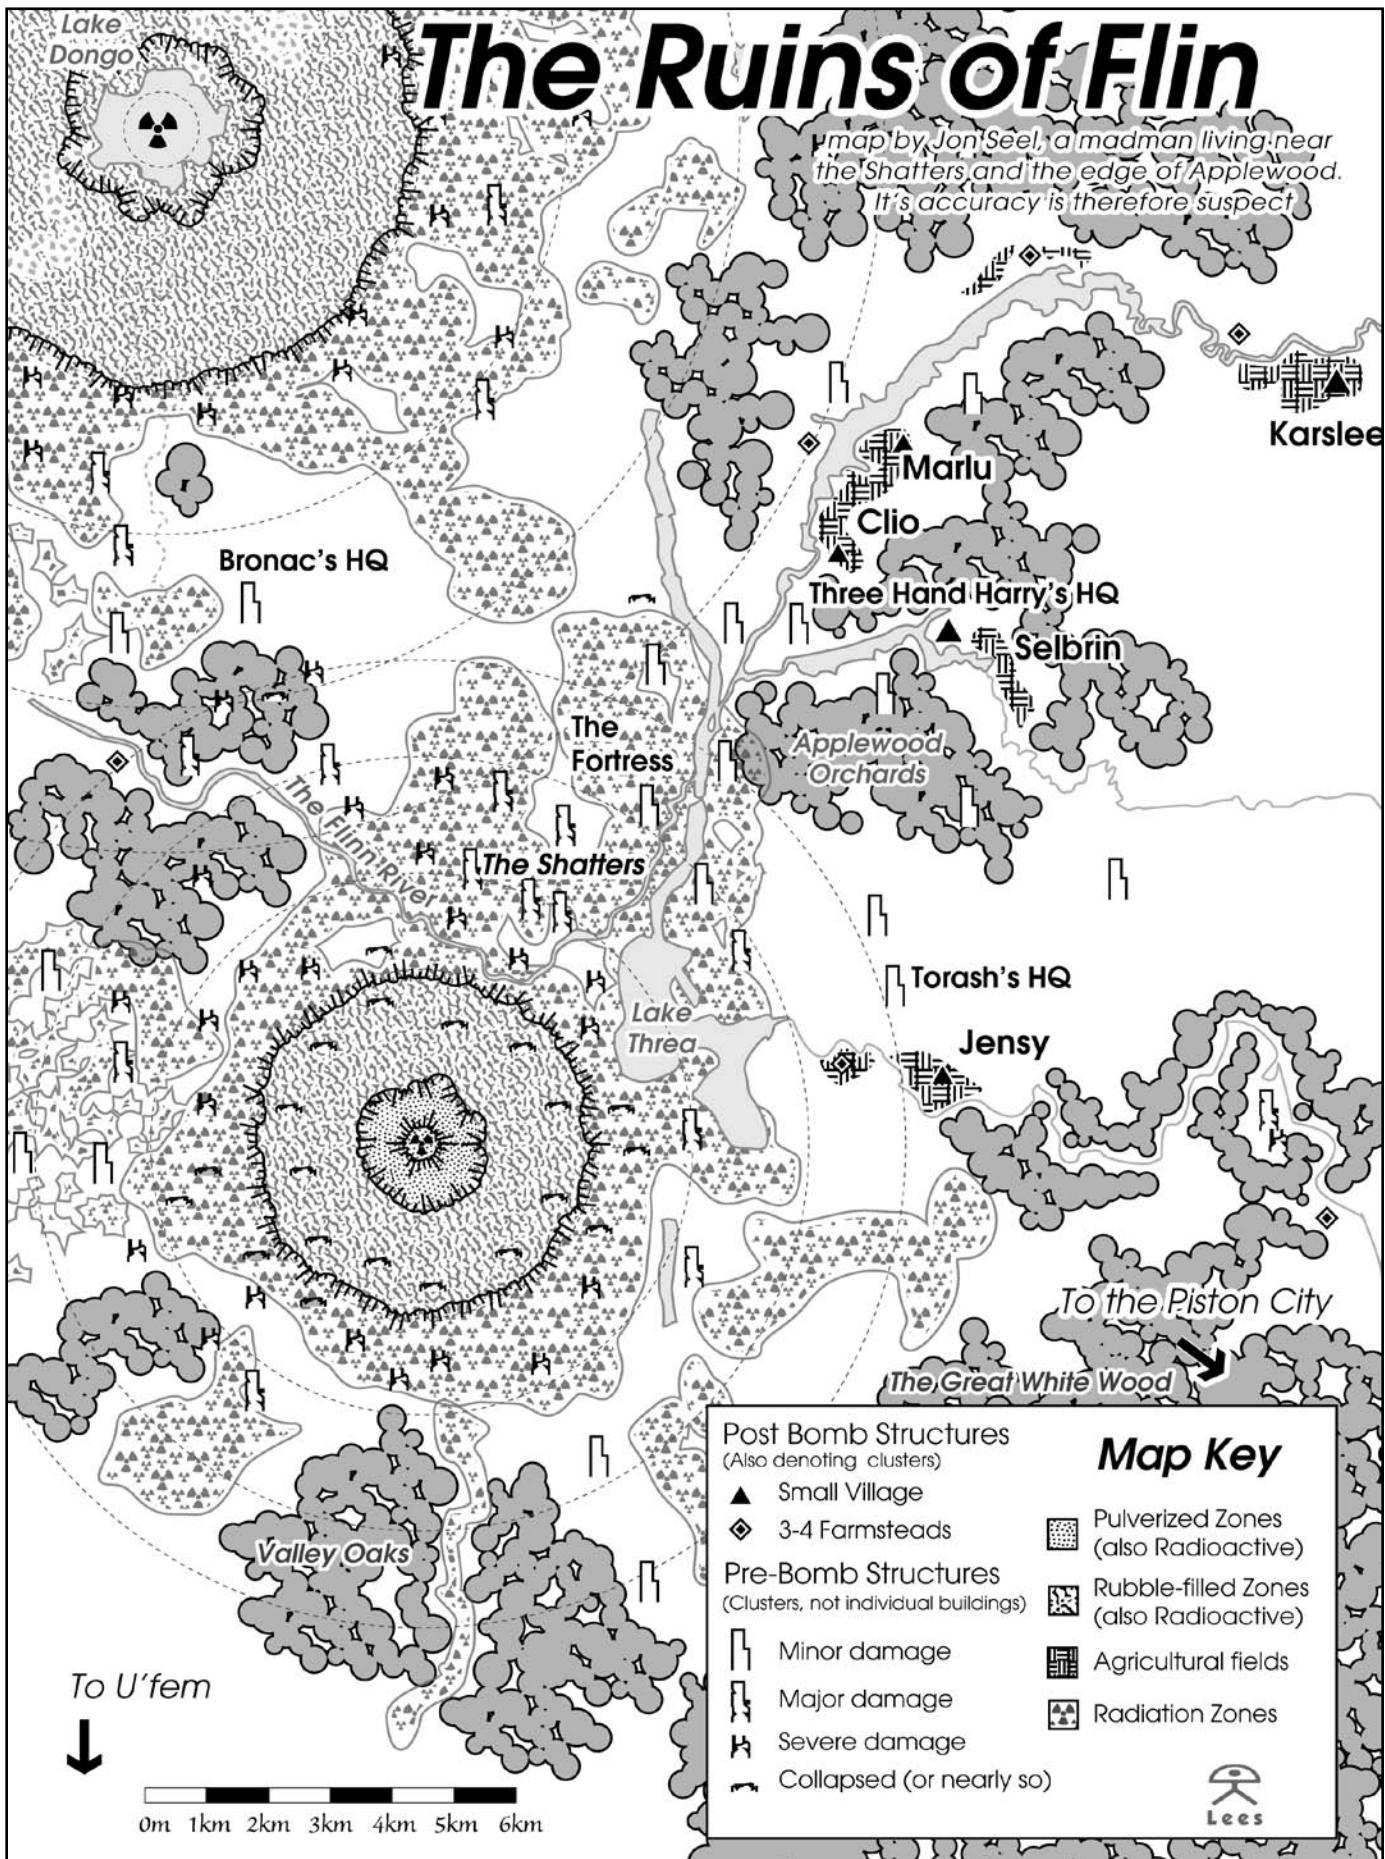 Lake
Dongo
The Ruins of Flin
map by Jon Seel, a madman living near
the Shatters and the edge of Applewood.
It's accuracy is therefore suspect
Karslee
Marlu
Clio
Bronac's HQ
Three Hand Harry's HQ
Selbrin
The
Fortress
Applewood
Orchards
The Flinn River
The Shatters
Torash's HQ
Lake
Threa
Jensy
To the Piston City
The Great White Wood
Valley Oaks
To U'fem
0m 1km 2km 3km 4km 5km 6km
Map Key
Post Bomb Structures
(Also denoting clusters)
Small Village
3-4 Farmsteads
Pre-Bomb Structures
(Clusters, not individual buildings)
Minor damage
Major damage
Severe damage
Collapsed (or nearly so)
Pulverized Zones
(also Radioactive)
Rubble-filled Zones
(also Radioactive)
Agricultural fields
Radiation Zones
Lees